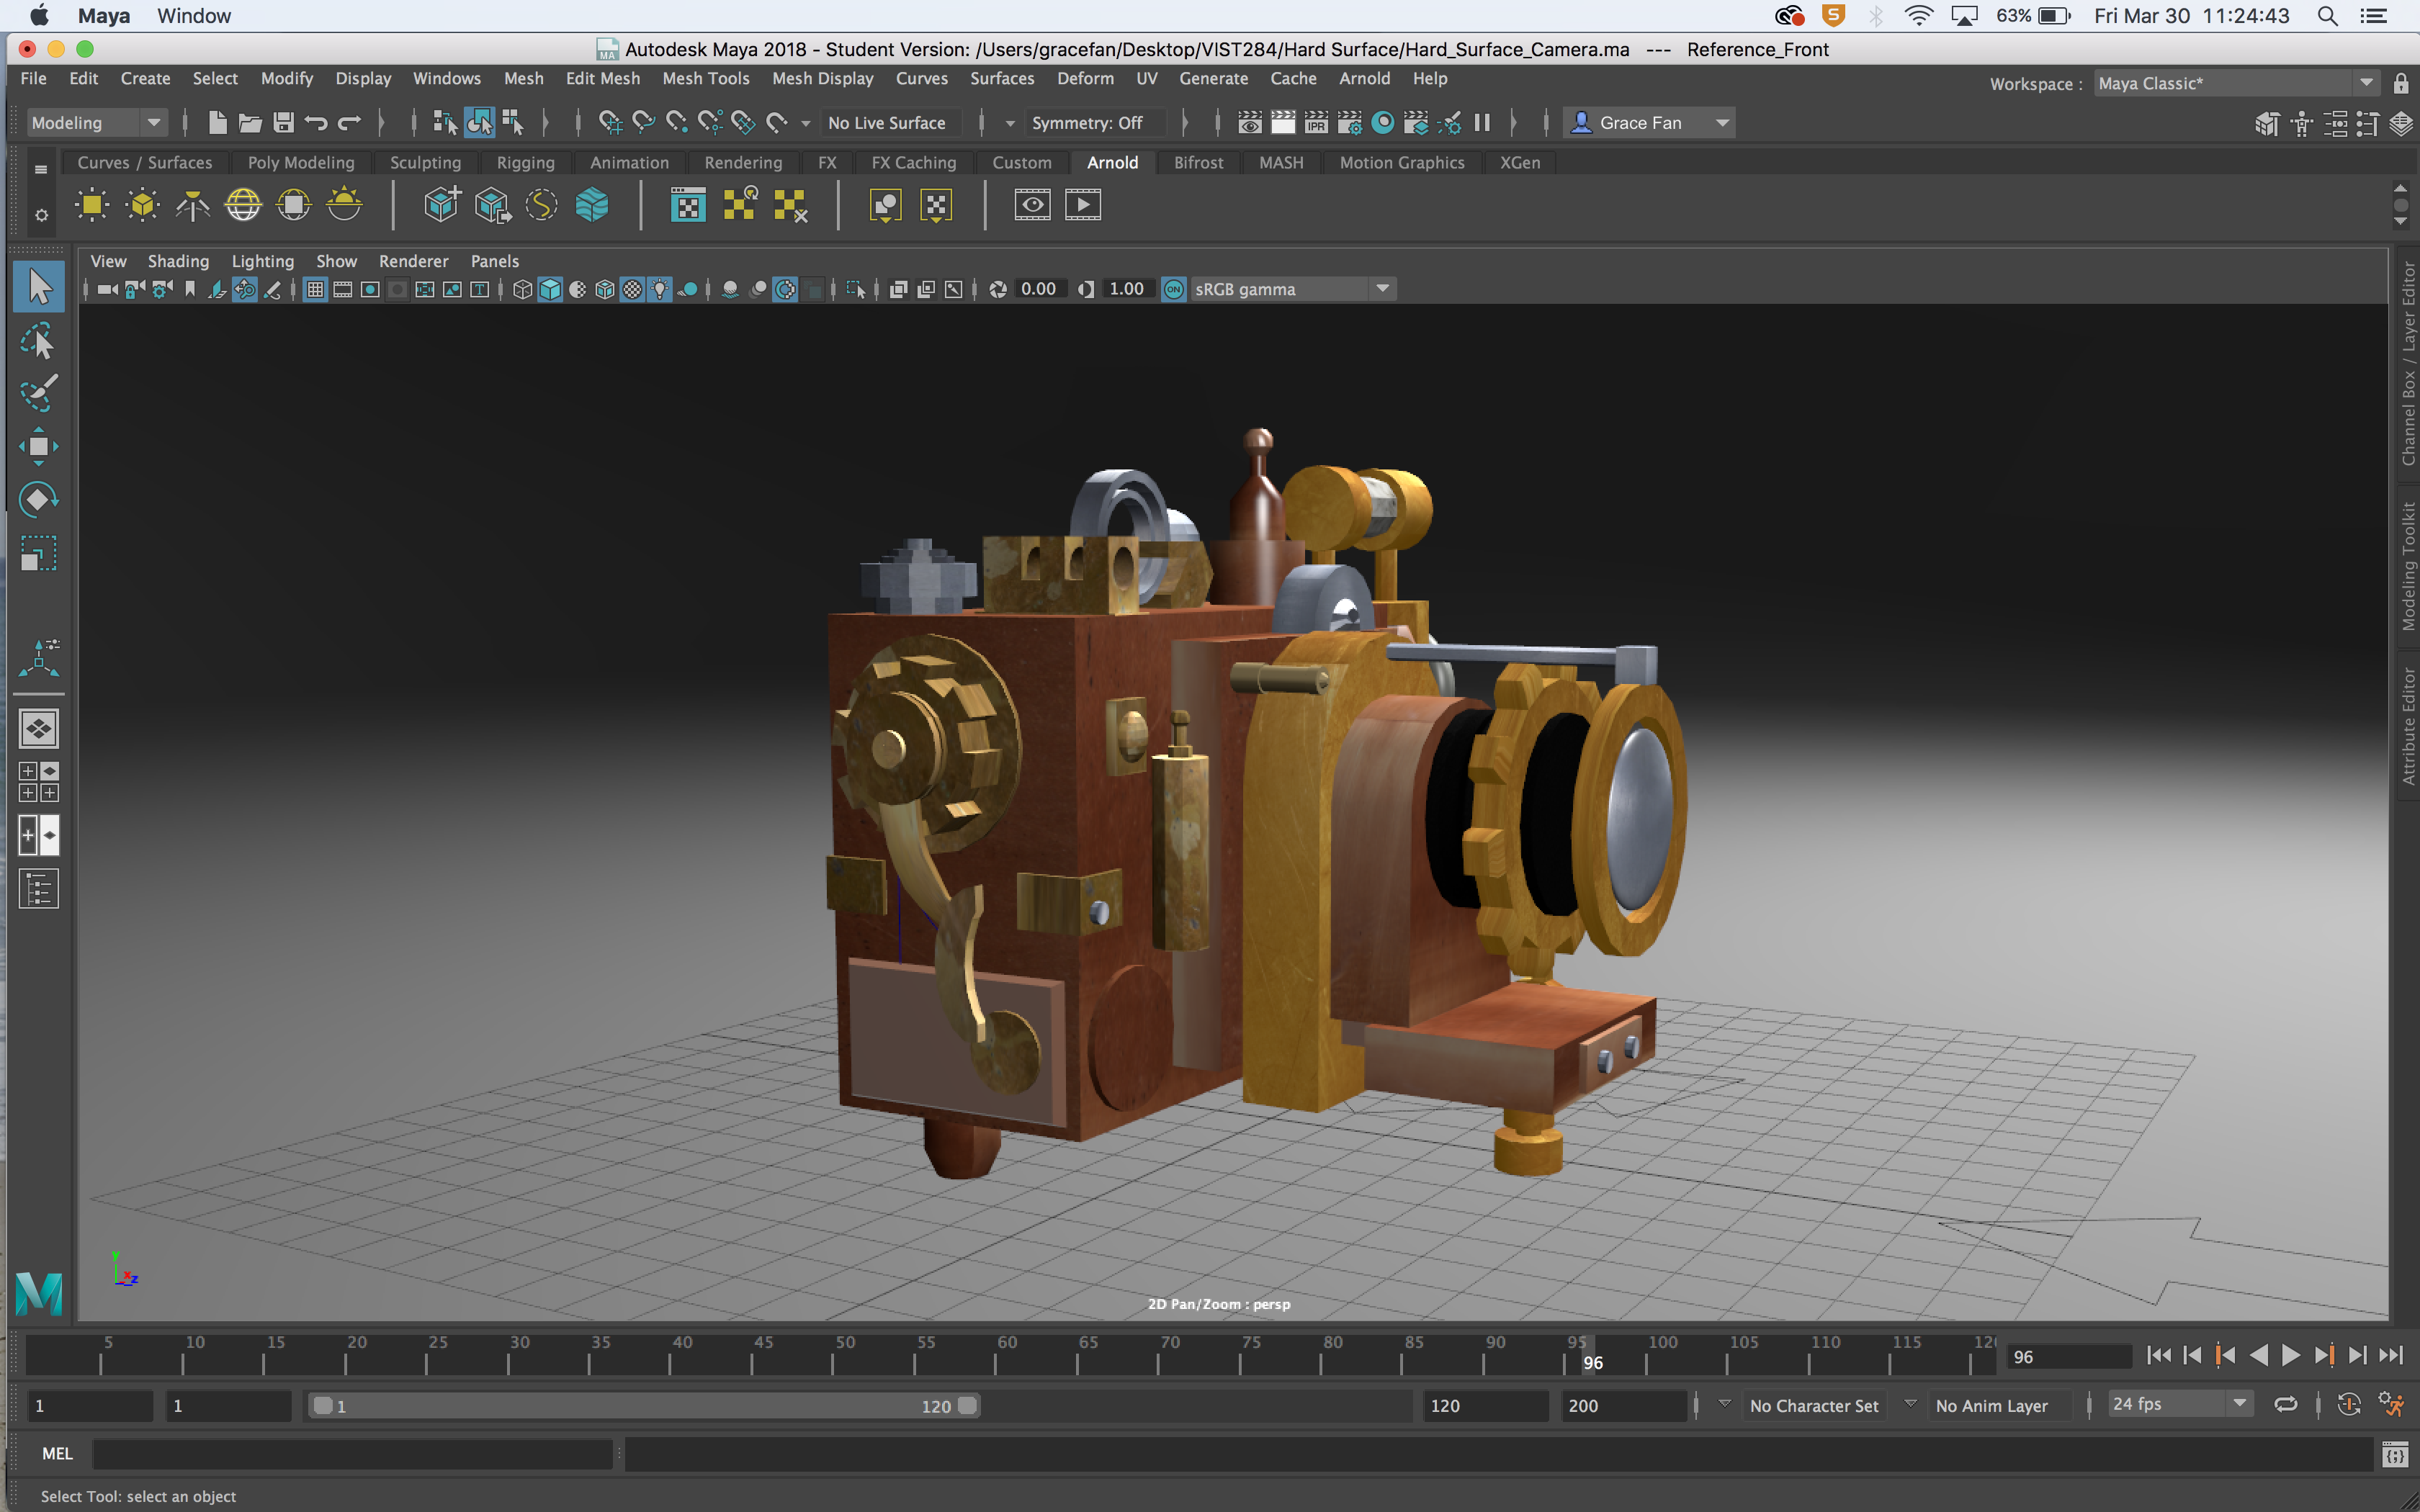 Maya Window 63% Fri Mar 30 11:24:43
Autodesk Maya 2018 - Student Version: /Users/gracefan/Desktop/VIST284/Hard Surface/Hard_Surface_Camera.ma --- Reference_Front
File Edit Create Select Modify Display Windows Mesh Edit Mesh Mesh Tools Mesh Display Curves Surfaces Deform UV Generate Cache Arnold Help Workspace : Maya Classic*
Modeling No Live Surface Symmetry: Off IPR Grace Fan
Curves / Surfaces Poly Modeling Sculpting Rigging Animation Rendering FX FX Caching Custom Arnold Bifrost MASH Motion Graphics XGen
View Shading Lighting Show Renderer Panels
0.00 1.00 ON sRGB gamma
Channel Box / Layer Editor
Modeling Toolkit
Attribute Editor
y
x z
2D Pan/Zoom : persp
5 10 15 20 25 30 35 40 45 50 55 60 65 70 75 80 85 90 95 100 105 110 115 120
96 96
1 1 1 120 120 200 No Character Set No Anim Layer 24 fps
MEL
Select Tool: select an object